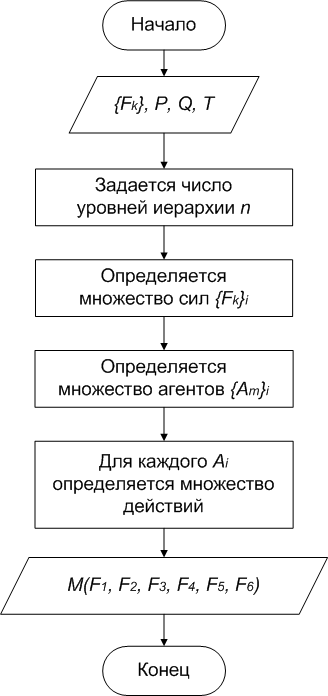 Начало
{Fk}, P, Q, T
Задается число
уровней иерархии n
Определяется
множество сил {Fk}i
Определяется
множество агентов {Am}i
Для каждого Ai
определяется множество
действий
M(F1, F2, F3, F4, F5, F6)
Конец